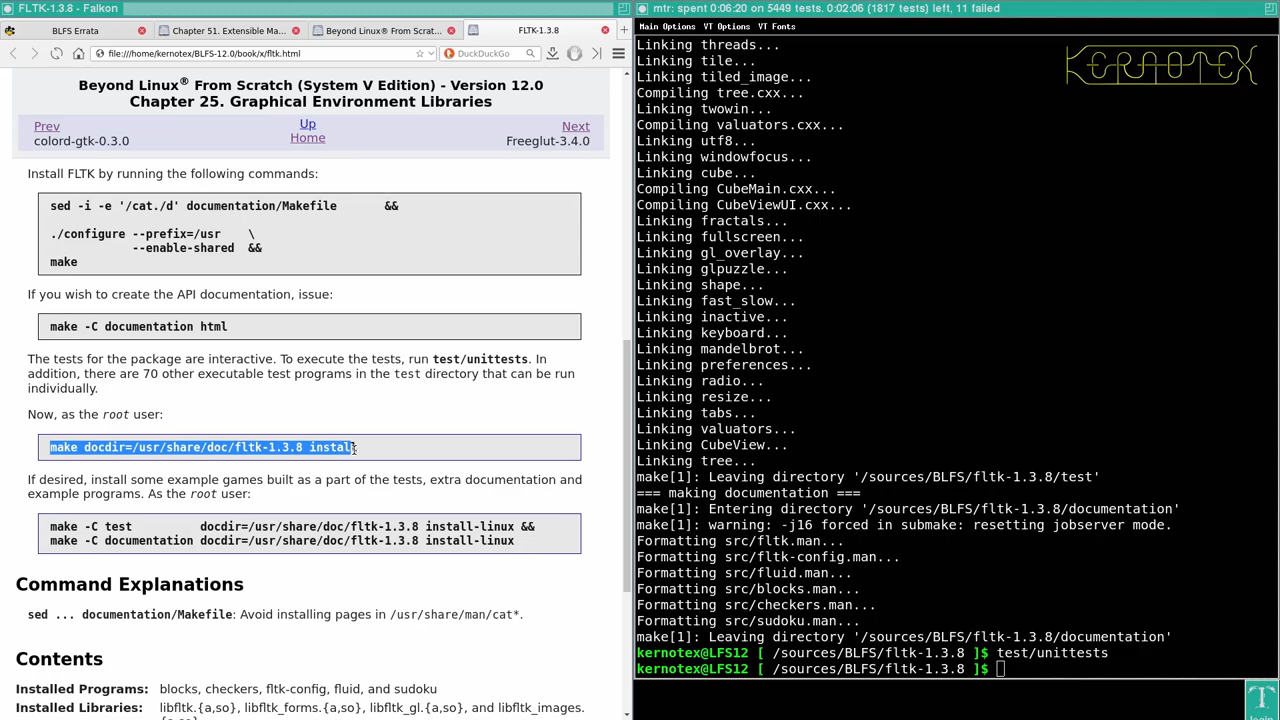 FLTK-1.3.8 - Falkon
BLFS Errata
Chapter 51. Extensible Ma...
Beyond Linux® From Scrat...
FLTK-1.3.8
file:///home/kernotex/BLFS-12.0/book/x/fltk.html
DuckDuckGo
Beyond Linux® From Scratch (System V Edition) - Version 12.0
Chapter 25. Graphical Environment Libraries
Prev Up Next
colord-gtk-0.3.0 Home Freeglut-3.4.0
Install FLTK by running the following commands:
sed -i -e '/cat./d' documentation/Makefile &&
./configure --prefix=/usr \
--enable-shared &&
make
If you wish to create the API documentation, issue:
make -C documentation html
The tests for the package are interactive. To execute the tests, run test/unittests. In
addition, there are 70 other executable test programs in the test directory that can be run
individually.
Now, as the root user:
make docdir=/usr/share/doc/fltk-1.3.8 install
If desired, install some example games built as a part of the tests, extra documentation and
example programs. As the root user:
make -C test docdir=/usr/share/doc/fltk-1.3.8 install-linux &&
make -C documentation docdir=/usr/share/doc/fltk-1.3.8 install-linux
Command Explanations
sed ... documentation/Makefile: Avoid installing pages in /usr/share/man/cat*.
Contents
Installed Programs: blocks, checkers, fltk-config, fluid, and sudoku
Installed Libraries: libfltk.{a,so}, libfltk_forms.{a,so}, libfltk_gl.{a,so}, and libfltk_images.
mtr: spent 0:06:20 on 5449 tests. 0:02:06 (1817 tests) left, 11 failed
Main Options VT Options VT Fonts
KERNOTEX
Linking threads...
Linking tile...
Linking tiled_image...
Compiling tree.cxx...
Linking twowin...
Compiling valuators.cxx...
Linking utf8...
Linking windowfocus...
Linking cube...
Compiling CubeMain.cxx...
Compiling CubeViewUI.cxx...
Linking fractals...
Linking fullscreen...
Linking gl_overlay...
Linking glpuzzle...
Linking shape...
Linking fast_slow...
Linking inactive...
Linking keyboard...
Linking mandelbrot...
Linking preferences...
Linking radio...
Linking resize...
Linking tabs...
Linking valuators...
Linking CubeView...
Linking tree...
make[1]: Leaving directory '/sources/BLFS/fltk-1.3.8/test'
=== making documentation ===
make[1]: Entering directory '/sources/BLFS/fltk-1.3.8/documentation'
make[1]: warning: -j16 forced in submake: resetting jobserver mode.
Formatting src/fltk.man...
Formatting src/fltk-config.man...
Formatting src/fluid.man...
Formatting src/blocks.man...
Formatting src/checkers.man...
Formatting src/sudoku.man...
make[1]: Leaving directory '/sources/BLFS/fltk-1.3.8/documentation'
kernotex@LFS12 [ /sources/BLFS/fltk-1.3.8 ]$ test/unittests
kernotex@LFS12 [ /sources/BLFS/fltk-1.3.8 ]$